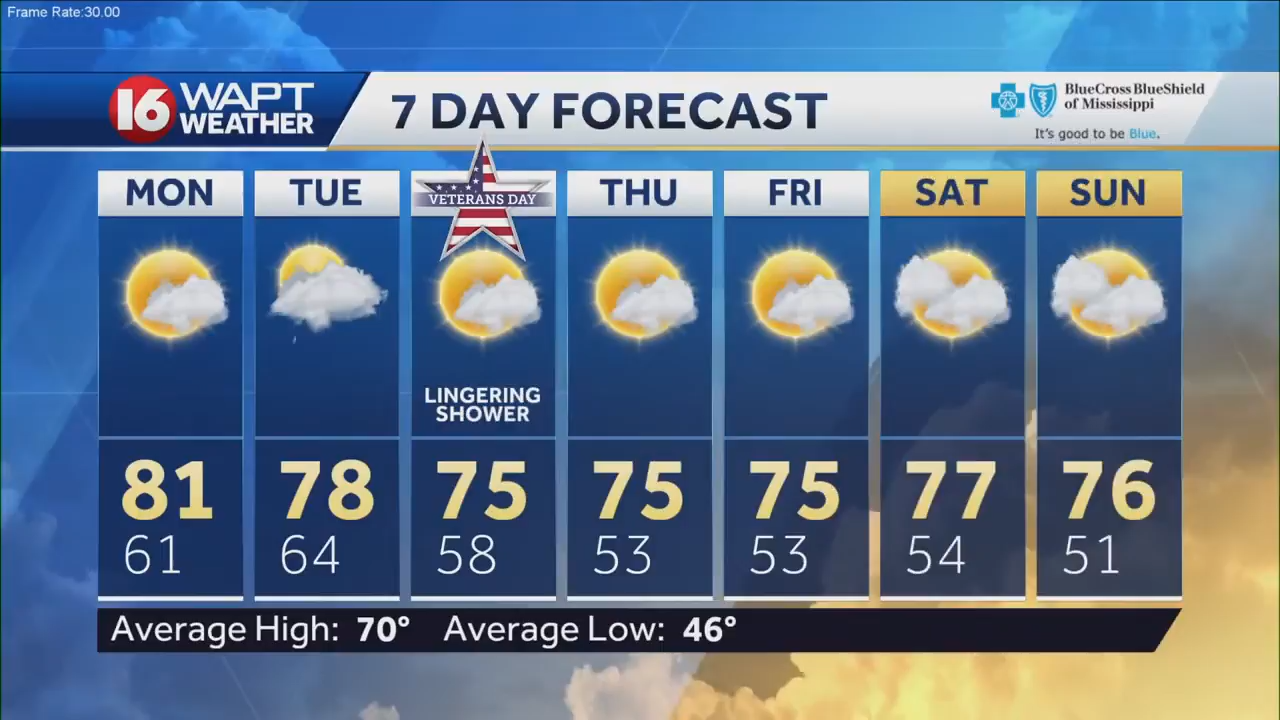 Frame Rate:30.00
16 WAPT
WEATHER
7 DAY FORECAST
BlueCross BlueShield
of Mississippi
It's good to be Blue.
MON TUE VETERANS DAY THU FRI SAT SUN
LINGERING
SHOWER
81 78 75 75 75 77 76
61 64 58 53 53 54 51
Average High: 70° Average Low: 46°